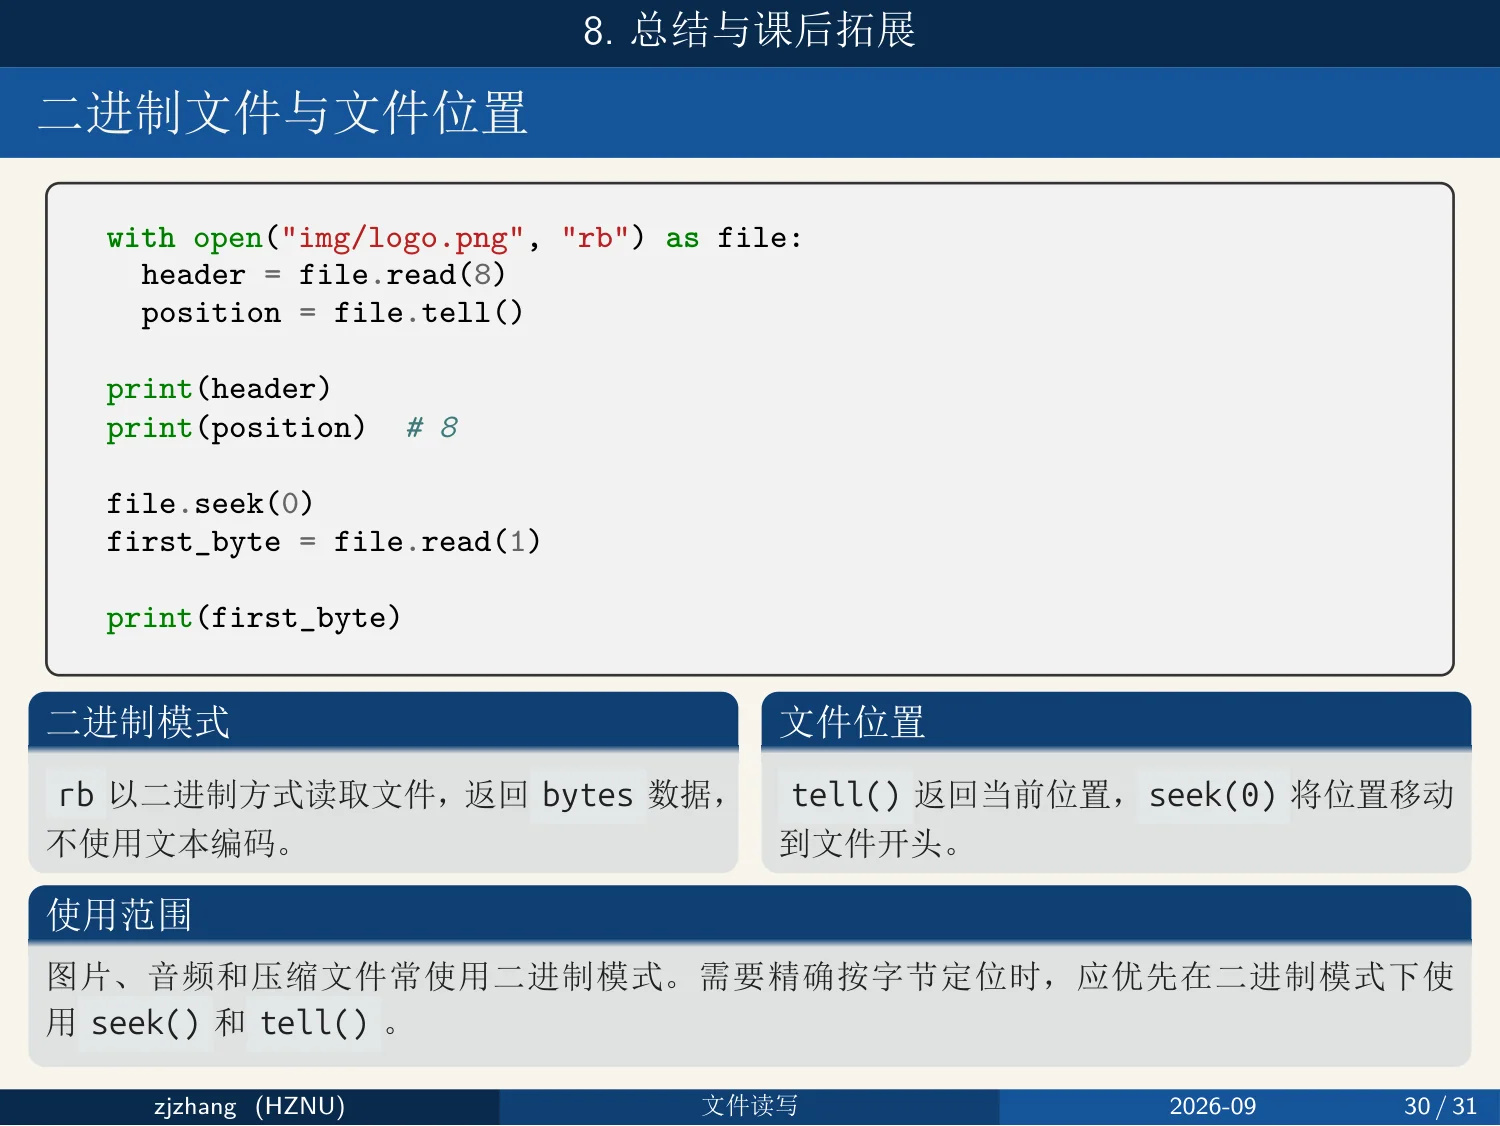 8. 总结与课后拓展
二进制文件与文件位置
with open("img/logo.png", "rb") as file:
  header = file.read(8)
  position = file.tell()

print(header)
print(position)  # 8

file.seek(0)
first_byte = file.read(1)

print(first_byte)
二进制模式
rb 以二进制方式读取文件，返回 bytes 数据，
不使用文本编码。
文件位置
tell() 返回当前位置，seek(0) 将位置移动
到文件开头。
使用范围
图片、音频和压缩文件常使用二进制模式。需要精确按字节定位时，应优先在二进制模式下使
用 seek() 和 tell() 。
zjzhang (HZNU) 文件读写 2026-09 30 / 31